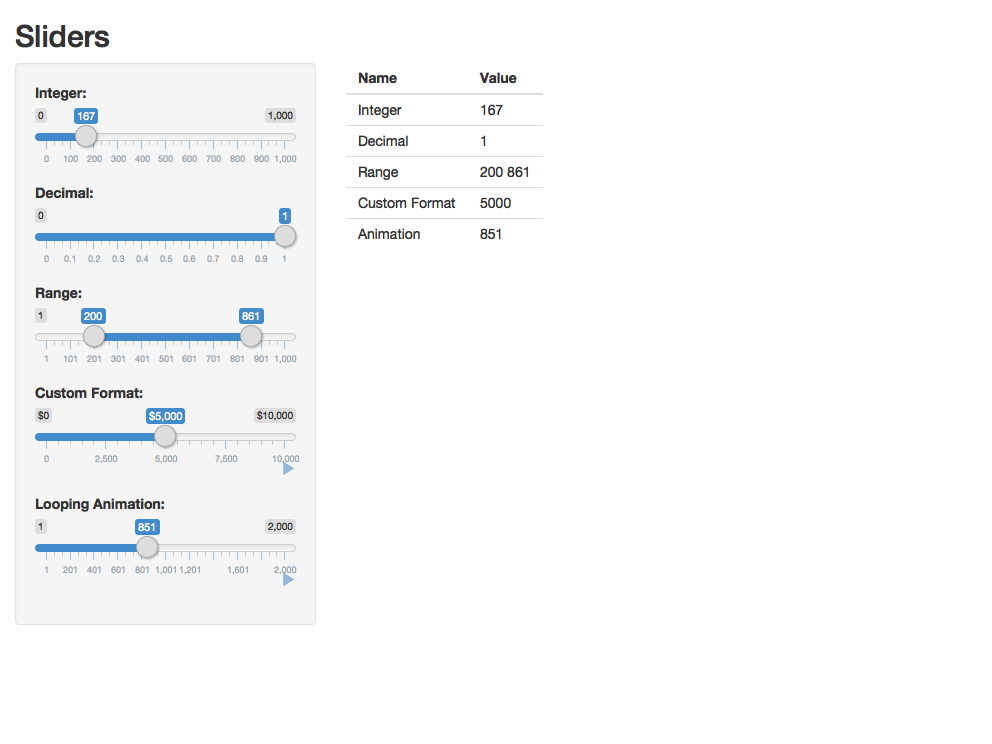 Sliders
Integer:
0 167 1,000
0 100 200 300 400 500 600 700 800 900 1,000
Decimal:
0 1
0 0.1 0.2 0.3 0.4 0.5 0.6 0.7 0.8 0.9 1
Range:
1 200 861
1 101 201 301 401 501 601 701 801 901 1,000
Custom Format:
$0 $5,000 $10,000
0 2,500 5,000 7,500 10,000
Looping Animation:
1 851 2,000
1 201 401 601 801 1,001 1,201 1,601 2,000
Name Value
Integer 167
Decimal 1
Range 200 861
Custom Format 5000
Animation 851